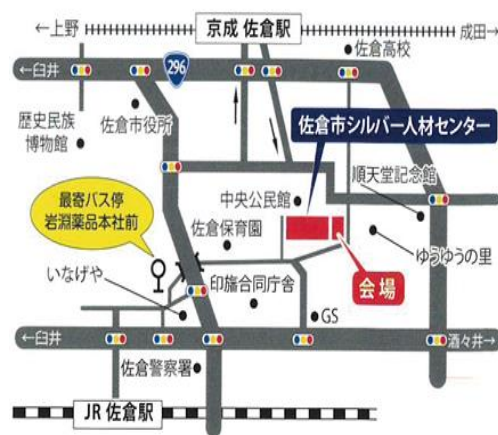 ←上野
京成 佐倉駅
成田→
佐倉高校
←臼井
296
歴史民族
博物館
佐倉市役所
佐倉市シルバー人材センター
順天堂記念館
中央公民館
最寄バス停
岩淵薬品本社前
佐倉保育園
ゆうゆうの里
いなげや
印旛合同庁舎
会場
GS
←臼井
酒々井→
佐倉警察署
JR 佐倉駅